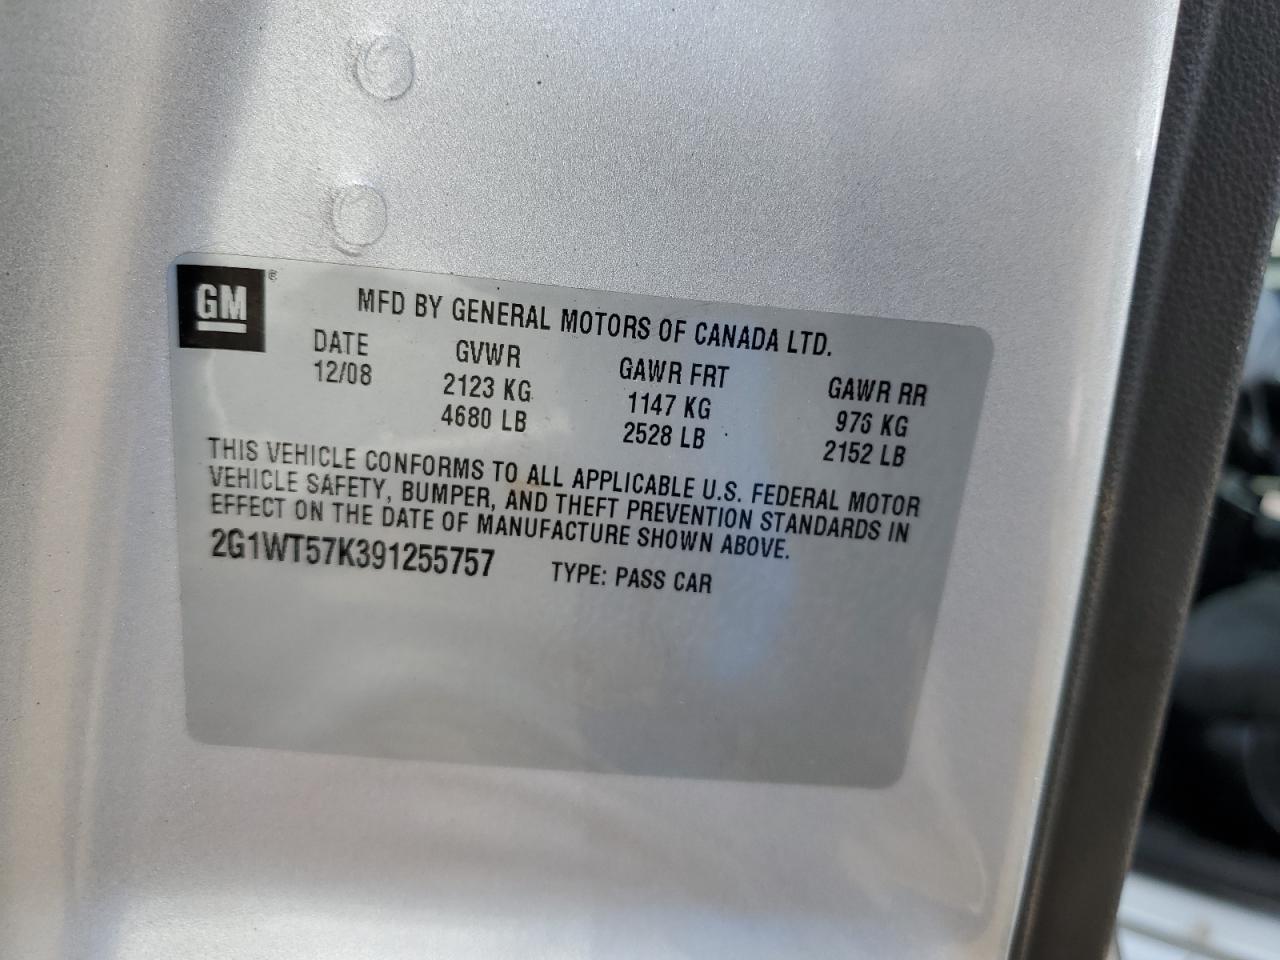 GM ®
MFD BY GENERAL MOTORS OF CANADA LTD.
DATE GVWR GAWR FRT GAWR RR
12/08 2123 KG 1147 KG 976 KG
4680 LB 2528 LB 2152 LB
THIS VEHICLE CONFORMS TO ALL APPLICABLE U.S. FEDERAL MOTOR
VEHICLE SAFETY, BUMPER, AND THEFT PREVENTION STANDARDS IN
EFFECT ON THE DATE OF MANUFACTURE SHOWN ABOVE.
2G1WT57K391255757 TYPE: PASS CAR